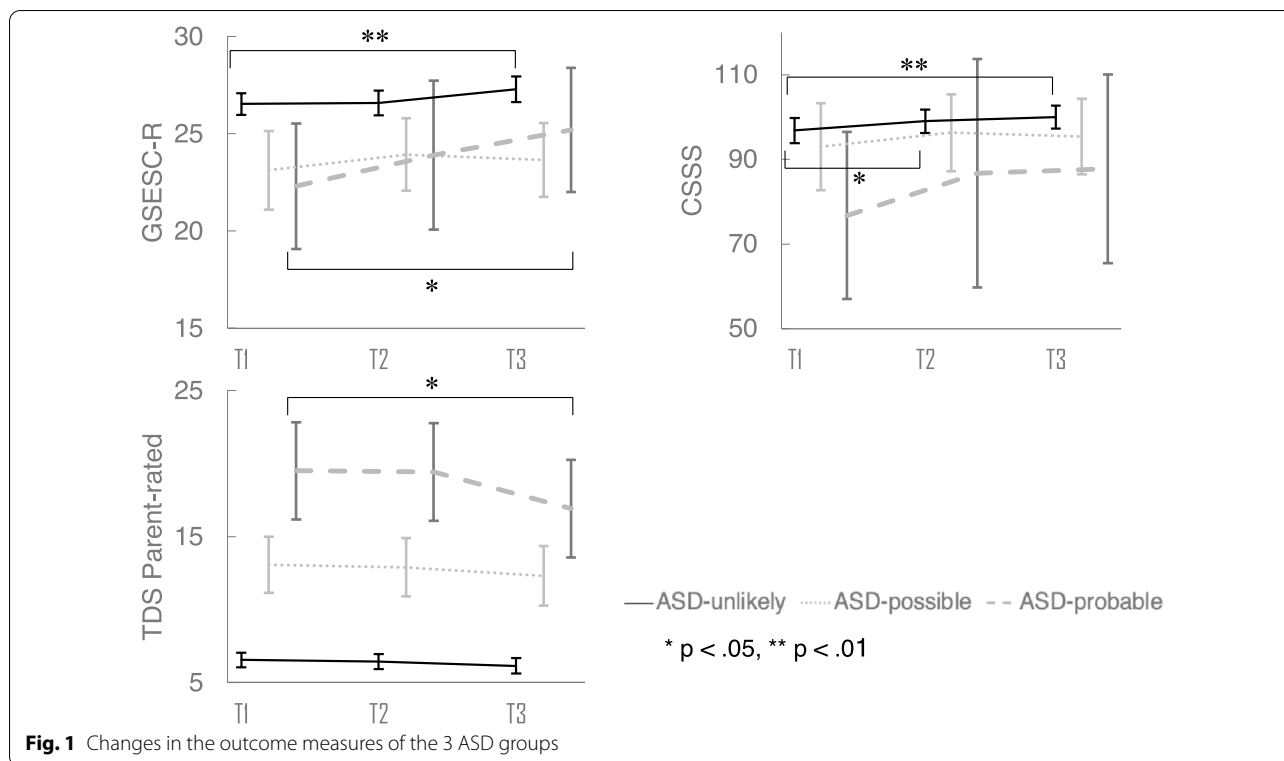 30
25
20
15
GSESC-R
**
*
T1 T2 T3
110
90
70
50
CSSS
**
*
T1 T2 T3
25
15
5
TDS Parent-rated
*
T1 T2 T3
ASD-unlikely ASD-possible ASD-probable
* p < .05, ** p < .01
Fig. 1 Changes in the outcome measures of the 3 ASD groups